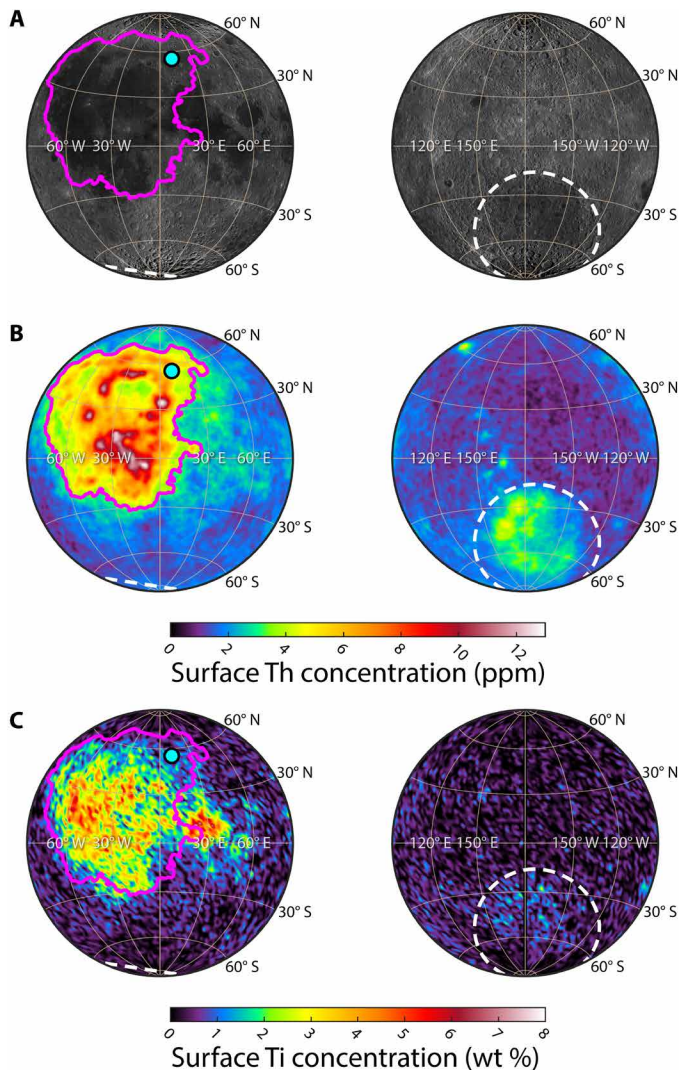 A
60° N
30° N
60° W 30° W 30° E 60° E
120° E 150° E 150° W 120° W
30° S
30° S
60° S
60° S
60° N
30° N
B
60° N
60° N
30° N
30° N
60° W 30° W 30° E 60° E
120° E 150° E 150° W 120° W
30° S
30° S
60° S
60° S
0 2 4 6 8 10 12
Surface Th concentration (ppm)
C
60° N
60° N
30° N
30° N
60° W 30° W 30° E 60° E
120° E 150° E 150° W 120° W
30° S
30° S
60° S
60° S
0 1 2 3 4 5 6 7 8
Surface Ti concentration (wt %)